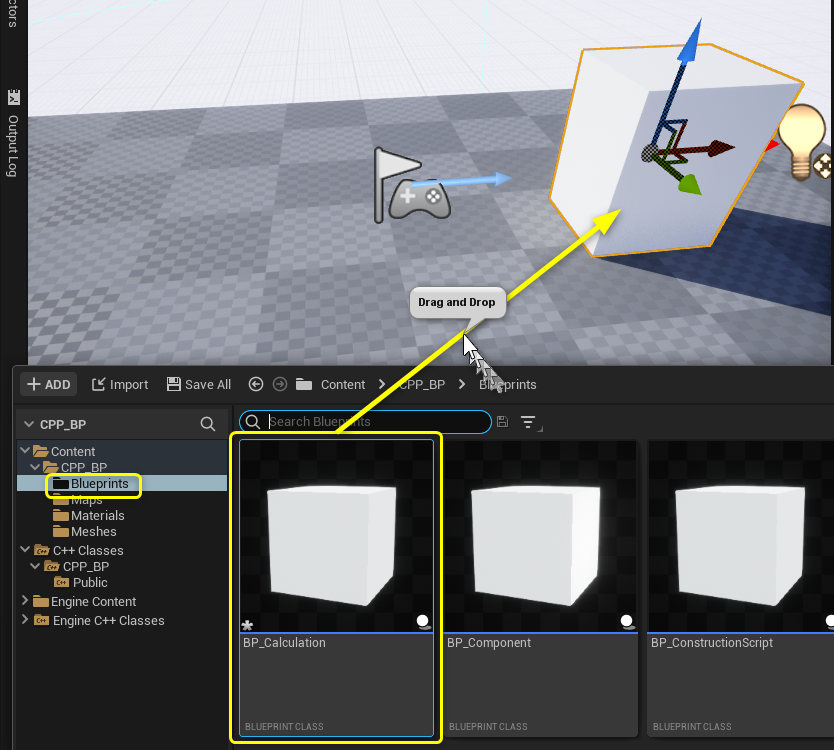 ctors
Output Log
Drag and Drop
+ ADD
Import
Save All
Content > CPP_BP > Blueprints
CPP_BP
Search Blueprints
Content
CPP_BP
Blueprints
Maps
Materials
Meshes
C++ Classes
CPP_BP
Public
Engine Content
Engine C++ Classes
BP_Calculation
BLUEPRINT CLASS
BP_Component
BLUEPRINT CLASS
BP_ConstructionScript
BLUEPRINT CLASS